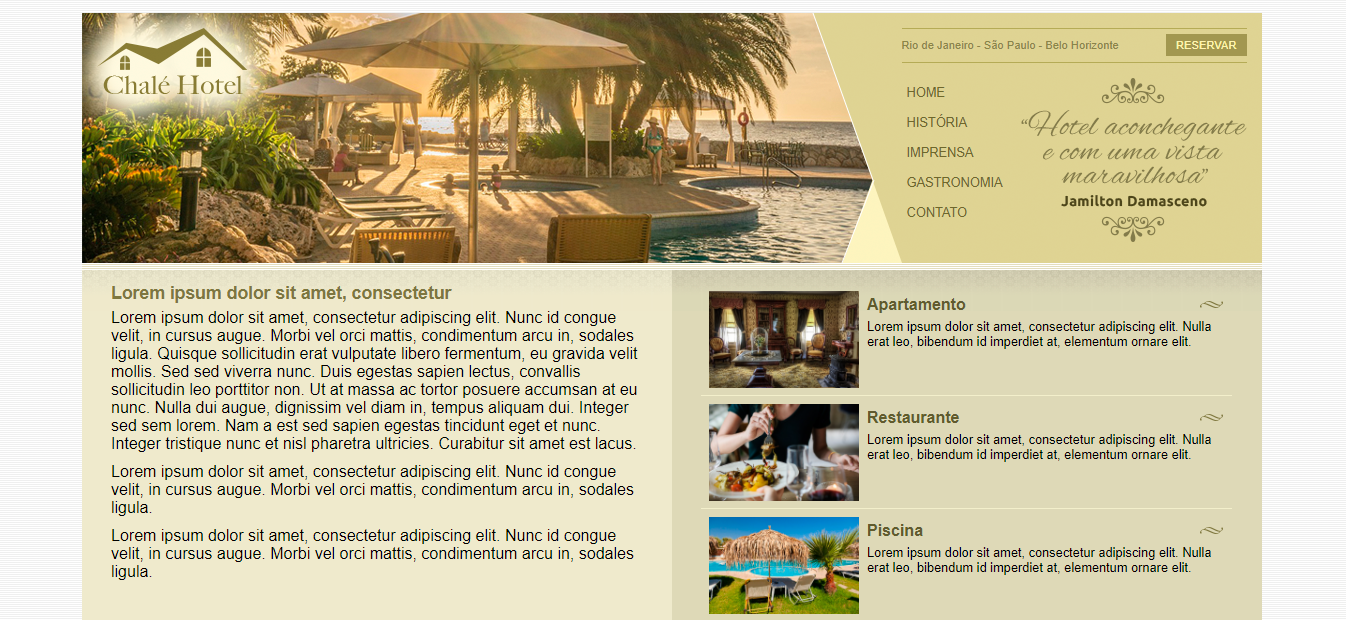 Chalé Hotel
Rio de Janeiro - São Paulo - Belo Horizonte
RESERVAR
HOME
HISTÓRIA
IMPRENSA
GASTRONOMIA
CONTATO
“Hotel aconchegante
e com uma vista
maravilhosa”
Jamilton Damasceno
Lorem ipsum dolor sit amet, consectetur
Lorem ipsum dolor sit amet, consectetur adipiscing elit. Nunc id congue
velit, in cursus augue. Morbi vel orci mattis, condimentum arcu in, sodales
ligula. Quisque sollicitudin erat vulputate libero fermentum, eu gravida velit
mollis. Sed sed viverra nunc. Duis egestas sapien lectus, convallis
sollicitudin leo porttitor non. Ut at massa ac tortor posuere accumsan at eu
nunc. Nulla dui augue, dignissim vel diam in, tempus aliquam dui. Integer
sed sem lorem. Nam a est sed sapien egestas tincidunt eget et nunc.
Integer tristique nunc et nisl pharetra ultricies. Curabitur sit amet est lacus.
Lorem ipsum dolor sit amet, consectetur adipiscing elit. Nunc id congue
velit, in cursus augue. Morbi vel orci mattis, condimentum arcu in, sodales
ligula.
Lorem ipsum dolor sit amet, consectetur adipiscing elit. Nunc id congue
velit, in cursus augue. Morbi vel orci mattis, condimentum arcu in, sodales
ligula.
Apartamento
Lorem ipsum dolor sit amet, consectetur adipiscing elit. Nulla
erat leo, bibendum id imperdiet at, elementum ornare elit.
Restaurante
Lorem ipsum dolor sit amet, consectetur adipiscing elit. Nulla
erat leo, bibendum id imperdiet at, elementum ornare elit.
Piscina
Lorem ipsum dolor sit amet, consectetur adipiscing elit. Nulla
erat leo, bibendum id imperdiet at, elementum ornare elit.